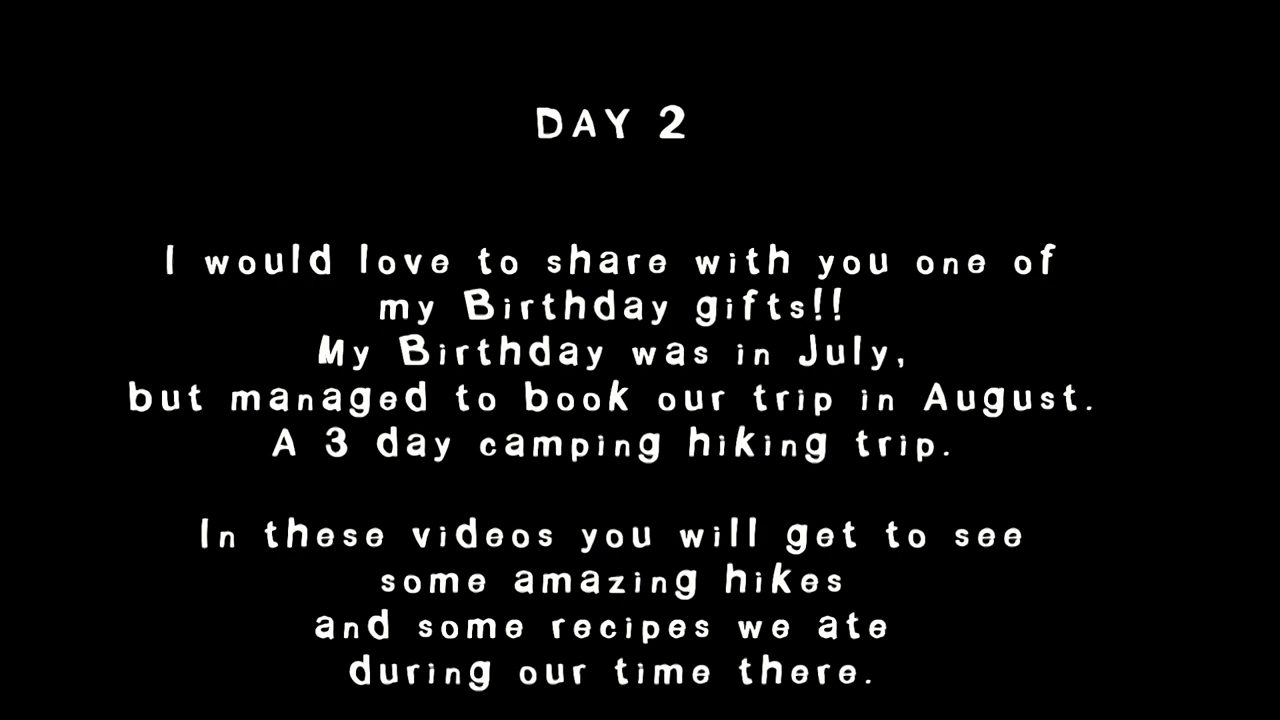 DAY 2
I would love to share with you one of
my Birthday gifts!!
My Birthday was in July,
but managed to book our trip in August.
A 3 day camping hiking trip.
In these videos you will get to see
some amazing hikes
and some recipes we ate
during our time there.